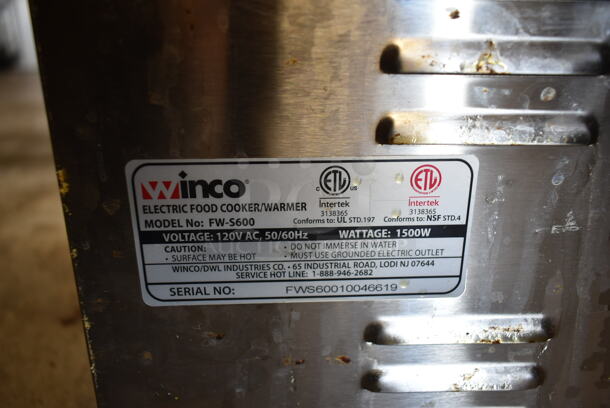 Winco®
ELECTRIC FOOD COOKER/WARMER
MODEL No: FW-S600
ETL
C US
Intertek
3138365
Conforms to: UL STD.197
ETL
Intertek
3138365
Conforms to: NSF STD.4
VOLTAGE: 120V AC, 50/60Hz WATTAGE: 1500W
CAUTION: • DO NOT IMMERSE IN WATER
• SURFACE MAY BE HOT • MUST USE GROUNDED ELECTRIC OUTLET
WINCO/DWL INDUSTRIES CO. • 65 INDUSTRIAL ROAD, LODI NJ 07644
SERVICE HOT LINE: 1-888-946-2682
SERIAL NO: FWS60010046619